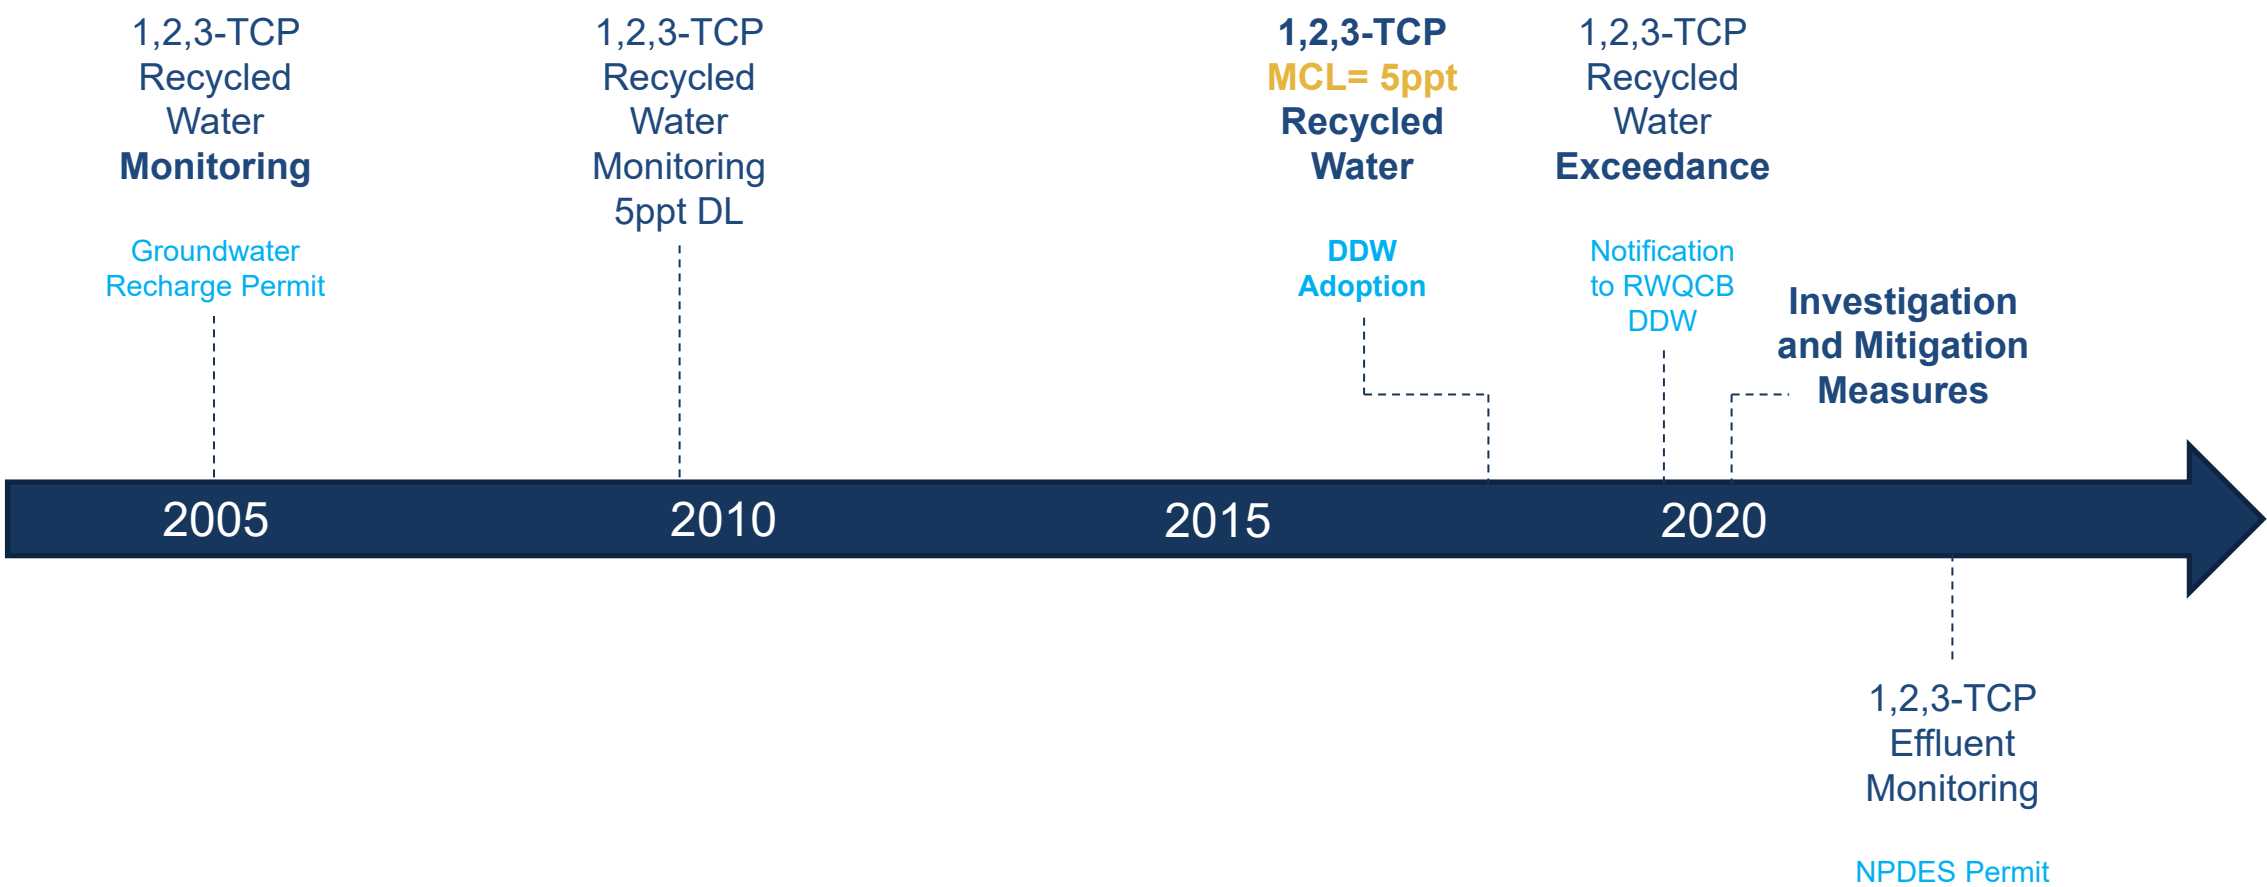 1,2,3-TCP
Recycled
Water
Monitoring
Groundwater
Recharge Permit
1,2,3-TCP
Recycled
Water
Monitoring
5ppt DL
1,2,3-TCP
MCL= 5ppt
Recycled
Water
DDW
Adoption
1,2,3-TCP
Recycled
Water
Exceedance
Notification
to RWQCB
DDW
Investigation
and Mitigation
Measures
2005
2010
2015
2020
1,2,3-TCP
Effluent
Monitoring
NPDES Permit